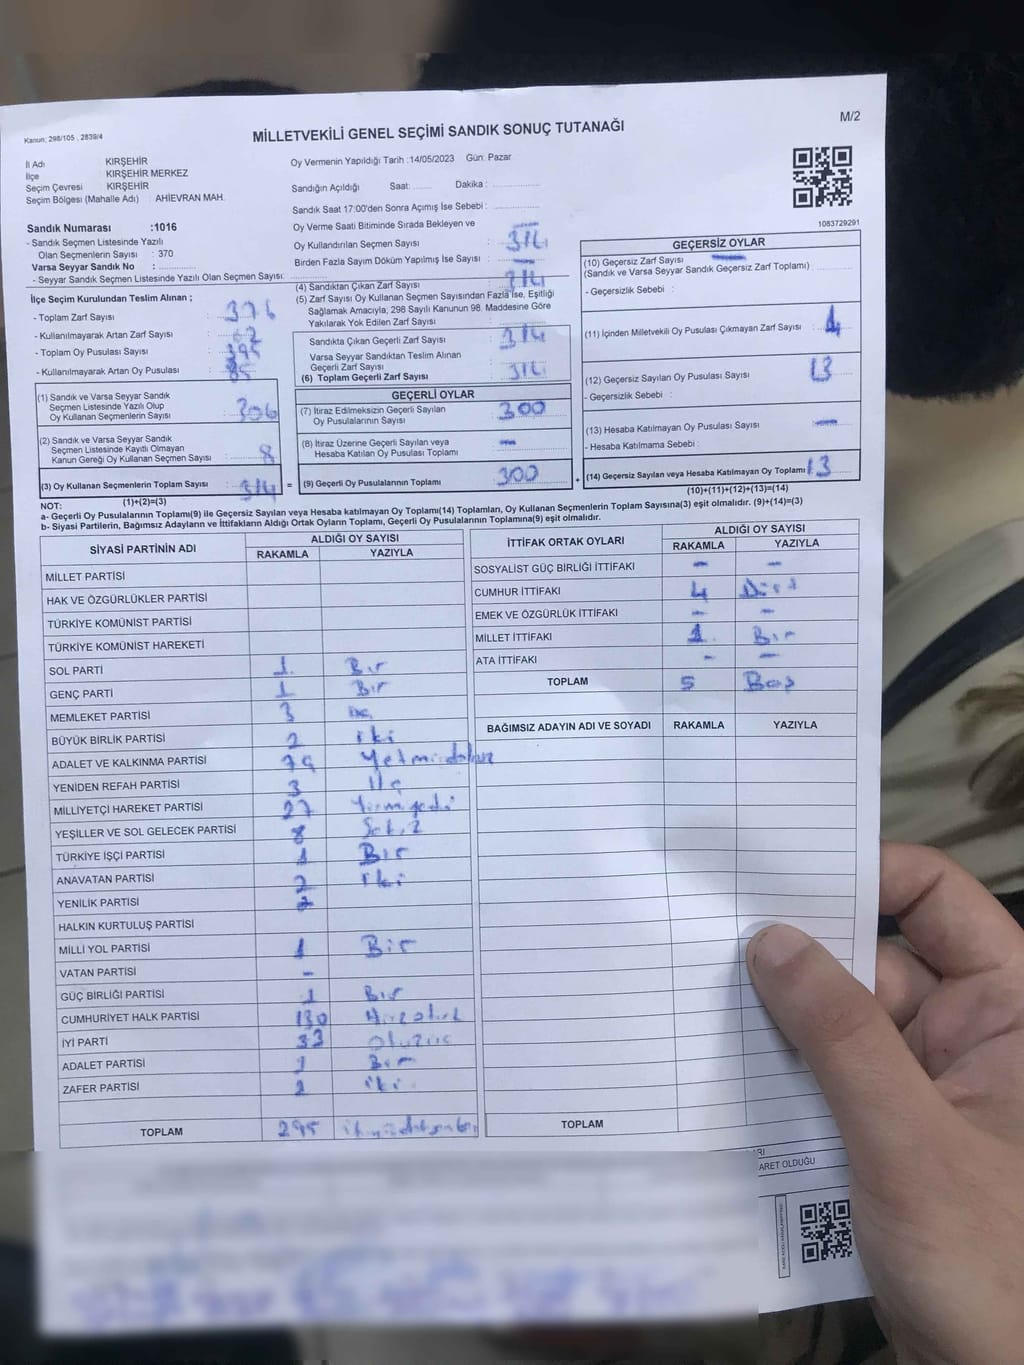 Kanun: 298/105 , 2839/4
M/2
MİLLETVEKİLİ GENEL SEÇİMİ SANDIK SONUÇ TUTANAĞI
İl Adı : KIRŞEHİR
İlçe : KIRŞEHİR MERKEZ
Seçim Çevresi : KIRŞEHİR
Seçim Bölgesi (Mahalle Adı) : AHİEVRAN MAH.
Oy Vermenin Yapıldığı Tarih :14/05/2023 Gün: Pazar
Sandığın Açıldığı Saat: ........ Dakika : ..................
Sandık Saat 17:00'den Sonra Açımış İse Sebebi : ..................
1083729291
Sandık Numarası :1016
- Sandık Seçmen Listesinde Yazılı
Olan Seçmenlerin Sayısı : 370
Varsa Seyyar Sandık No : ..................
- Seyyar Sandık Seçmen Listesinde Yazılı Olan Seçmen Sayısı: ..................
Oy Verme Saati Bitiminde Sırada Bekleyen ve
Oy Kullandırılan Seçmen Sayısı : 314
Birden Fazla Sayım Döküm Yapılmış İse Sayısı : —
İlçe Seçim Kurulundan Teslim Alınan ;
- Toplam Zarf Sayısı : 376
- Kullanılmayarak Artan Zarf Sayısı : 62
- Toplam Oy Pusulası Sayısı : 395
- Kullanılmayarak Artan Oy Pusulası : 85
(1) Sandık ve Varsa Seyyar Sandık
Seçmen Listesinde Yazılı Olup
Oy Kullanan Seçmenlerin Sayısı : 306
(2) Sandık ve Varsa Seyyar Sandık
Seçmen Listesinde Kayıtlı Olmayan
Kanun Gereği Oy Kullanan Seçmen Sayısı : 8
(3) Oy Kullanan Seçmenlerin Toplam Sayısı : 314 =
(1)+(2)=(3)
(4) Sandıktan Çıkan Zarf Sayısı : 314
(5) Zarf Sayısı Oy Kullanan Seçmen Sayısından Fazla İse, Eşitliği
Sağlamak Amacıyla; 298 Sayılı Kanunun 98. Maddesine Göre
Yakılarak Yok Edilen Zarf Sayısı :
Sandıkta Çıkan Geçerli Zarf Sayısı : 314
Varsa Seyyar Sandıktan Teslim Alınan
Geçerli Zarf Sayısı :
(6) Toplam Geçerli Zarf Sayısı : 314
GEÇERLİ OYLAR
(7) İtiraz Edilmeksizin Geçerli Sayılan
Oy Pusulalarının Sayısı : 300
(8) İtiraz Üzerine Geçerli Sayılan veya
Hesaba Katılan Oy Pusulası Toplamı : —
(9) Geçerli Oy Pusulalarının Toplamı : 300 +
GEÇERSİZ OYLAR
(10) Geçersiz Zarf Sayısı —
(Sandık ve Varsa Seyyar Sandık Geçersiz Zarf Toplamı)
- Geçersizlik Sebebi :
(11) İçinden Milletvekili Oy Pusulası Çıkmayan Zarf Sayısı :
(12) Geçersiz Sayılan Oy Pusulası Sayısı : 13
- Geçersizlik Sebebi :
(13) Hesaba Katılmayan Oy Pusulası Sayısı : —
- Hesaba Katılmama Sebebi :
(14) Geçersiz Sayılan veya Hesaba Katılmayan Oy Toplamı : 13
(10)+(11)+(12)+(13)=(14)
NOT:
a- Geçerli Oy Pusulalarının Toplamı(9) ile Geçersiz Sayılan veya Hesaba katılmayan Oy Toplamı(14) Toplamları, Oy Kullanan Seçmenlerin Toplam Sayısına(3) eşit olmalıdır. (9)+(14)=(3)
b- Siyasi Partilerin, Bağımsız Adayların ve İttifakların Aldığı Ortak Oyların Toplamı, Geçerli Oy Pusulalarının Toplamına(9) eşit olmalıdır.
SİYASİ PARTİNİN ADI ALDIĞI OY SAYISI
RAKAMLA YAZIYLA
MİLLET PARTİSİ
HAK VE ÖZGÜRLÜKLER PARTİSİ
TÜRKİYE KOMÜNİST PARTİSİ
TÜRKİYE KOMÜNİST HAREKETİ
SOL PARTİ 1 Bir
GENÇ PARTİ 1 Bir
MEMLEKET PARTİSİ 3
BÜYÜK BİRLİK PARTİSİ 2 iki
ADALET VE KALKINMA PARTİSİ 79 Yetmişdokuz
YENİDEN REFAH PARTİSİ 3 Üç
MİLLİYETÇİ HAREKET PARTİSİ 27 Yirmiyedi
YEŞİLLER VE SOL GELECEK PARTİSİ 8 Sekiz
TÜRKİYE İŞÇİ PARTİSİ 1 Bir
ANAVATAN PARTİSİ 2 iki
YENİLİK PARTİSİ
HALKIN KURTULUŞ PARTİSİ
MİLLİ YOL PARTİSİ 1 Bir
VATAN PARTİSİ -
GÜÇ BİRLİĞİ PARTİSİ 1 Bir
CUMHURİYET HALK PARTİSİ 130 Yüzotuz
İYİ PARTİ 33 Otuzüç
ADALET PARTİSİ 1 Bir
ZAFER PARTİSİ 2 iki
TOPLAM 295
İTTİFAK ORTAK OYLARI ALDIĞI OY SAYISI
RAKAMLA YAZIYLA
SOSYALİST GÜÇ BİRLİĞİ İTTİFAKI - -
CUMHUR İTTİFAKI 4 Dört
EMEK VE ÖZGÜRLÜK İTTİFAKI - -
MİLLET İTTİFAKI 1 Bir
ATA İTTİFAKI - -
TOPLAM 5 Beş
BAĞIMSIZ ADAYIN ADI VE SOYADI RAKAMLA YAZIYLA
TOPLAM
ARET OLDUĞU